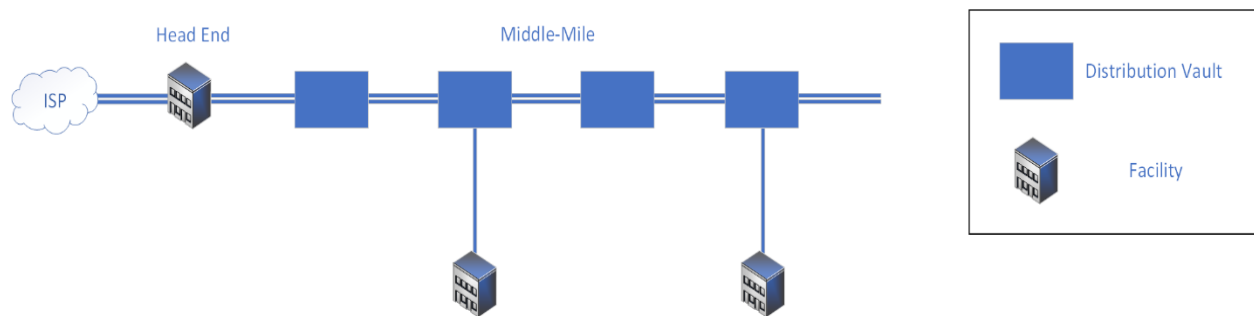 Head End
Middle-Mile
ISP
Distribution Vault
Facility